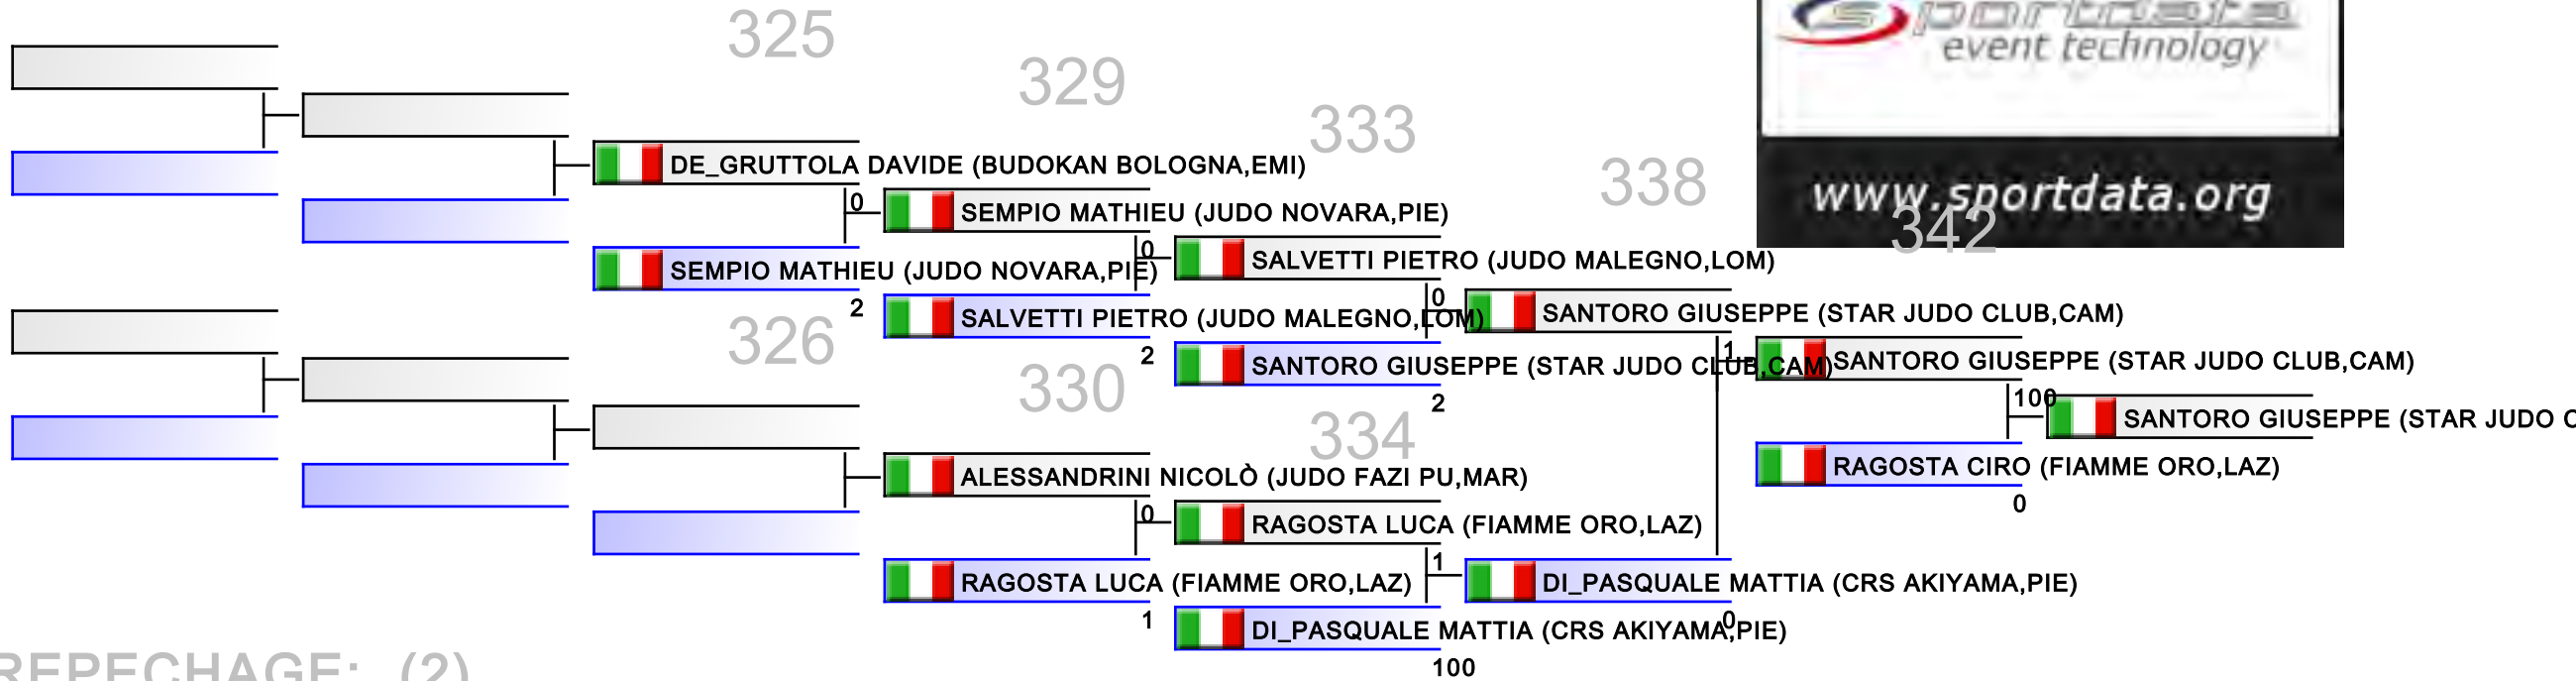 sportdata
event technology
www.sportdata.org
325
329
333
338
342
DE_GRUTTOLA DAVIDE (BUDOKAN BOLOGNA,EMI)
0
SEMPIO MATHIEU (JUDO NOVARA,PIE)
0
SEMPIO MATHIEU (JUDO NOVARA,PIE)
2
SALVETTI PIETRO (JUDO MALEGNO,LOM)
0
SALVETTI PIETRO (JUDO MALEGNO,LOM)
2
SANTORO GIUSEPPE (STAR JUDO CLUB,CAM)
1
SANTORO GIUSEPPE (STAR JUDO CLUB,CAM)
2
SANTORO GIUSEPPE (STAR JUDO CLUB,CAM)
100
SANTORO GIUSEPPE (STAR JUDO C
RAGOSTA CIRO (FIAMME ORO,LAZ)
0
326
330
334
ALESSANDRINI NICOLÒ (JUDO FAZI PU,MAR)
0
RAGOSTA LUCA (FIAMME ORO,LAZ)
1
RAGOSTA LUCA (FIAMME ORO,LAZ)
1
DI_PASQUALE MATTIA (CRS AKIYAMA,PIE)
0
DI_PASQUALE MATTIA (CRS AKIYAMA,PIE)
100
REPECHAGE: (2)